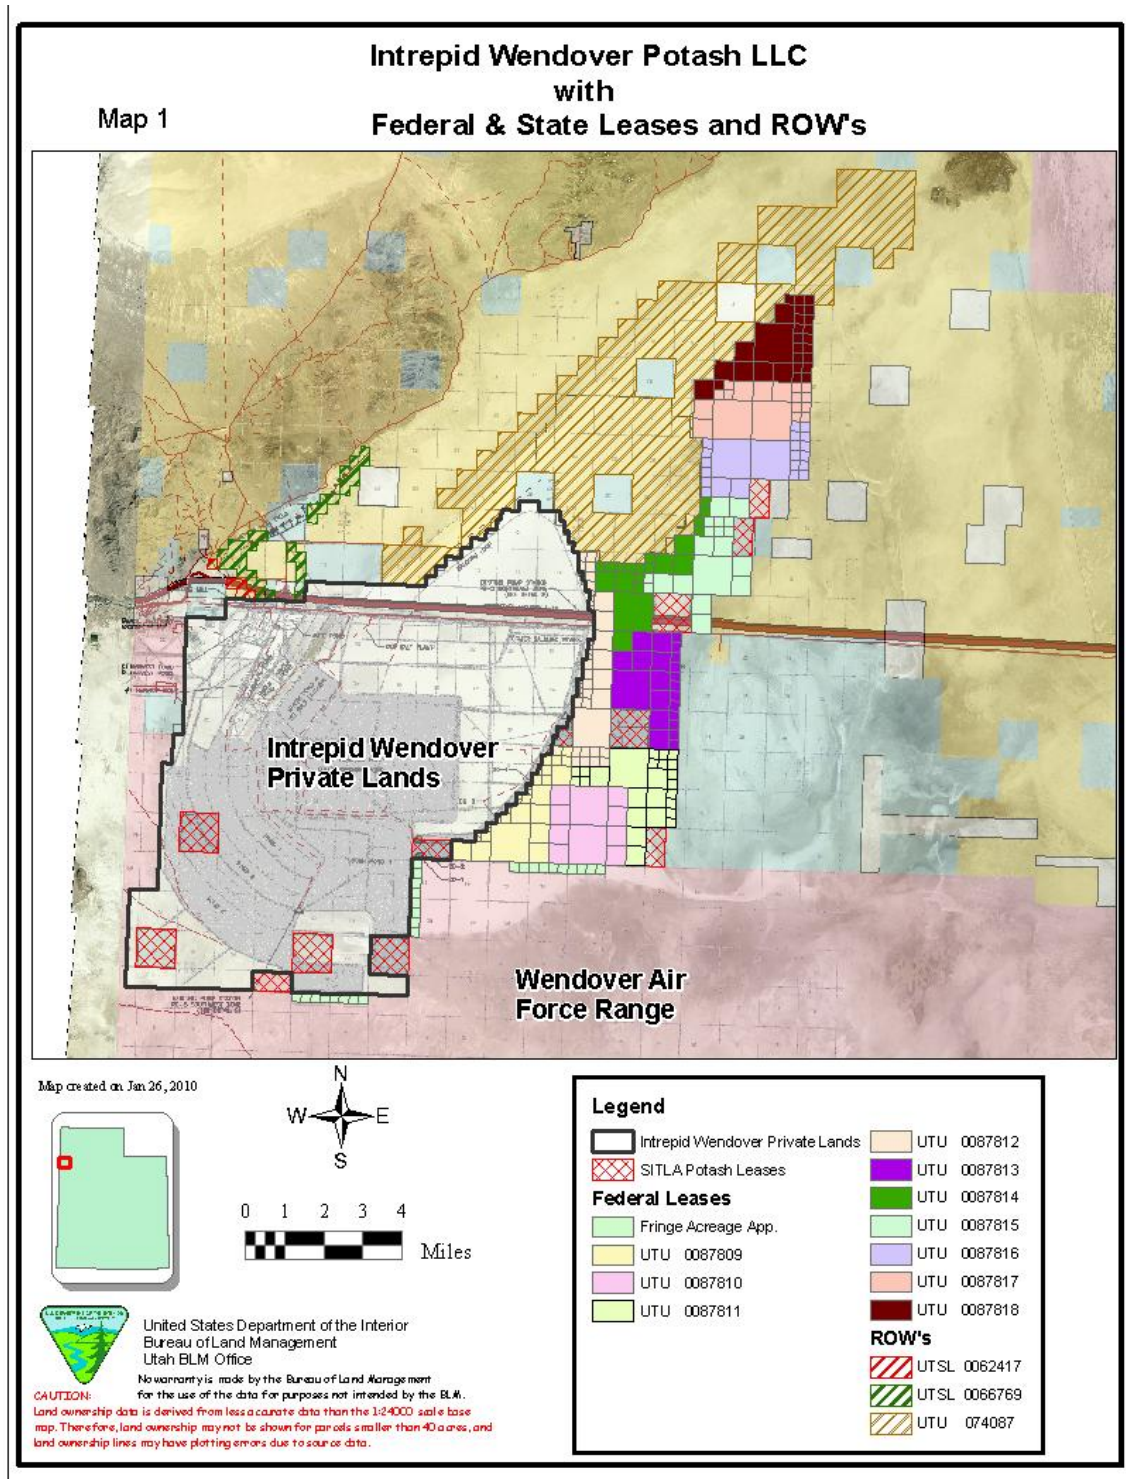 Intrepid Wendover Potash LLC
with
Federal & State Leases and ROW's
Map 1
Intrepid Wendover
Private Lands
Wendover Air
Force Range
Map created on Jan 26, 2010
N
W E
S
0 1 2 3 4
Miles
United States Department of the Interior
Bureau of Land Management
Utah BLM Office
No warranty is made by the Bureau of Land Management
for the use of the data for purposes not intended by the BLM.
CAUTION:
Land ownership data is derived from less accurate data than the 1:24000 scale base
map. Therefore, land ownership may not be shown for parcels smaller than 40 acres, and
land ownership lines may have plotting errors due to source data.
Legend
Intrepid Wendover Private Lands
SITLA Potash Leases
Federal Leases
Fringe Acreage App.
UTU 0087809
UTU 0087810
UTU 0087811
UTU 0087812
UTU 0087813
UTU 0087814
UTU 0087815
UTU 0087816
UTU 0087817
UTU 0087818
ROW's
UTSL 0062417
UTSL 0066769
UTU 074087